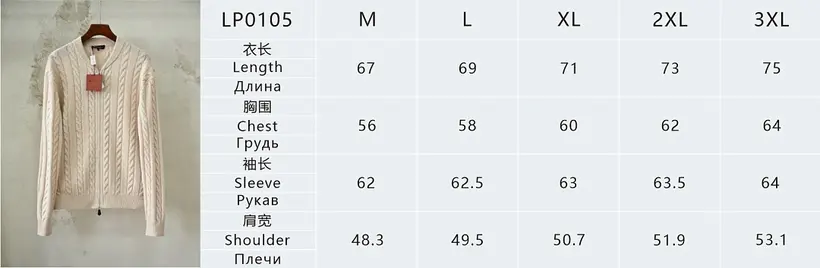 LP0105 M L XL 2XL 3XL
衣长
Length 67 69 71 73 75
Длина
胸围
Chest 56 58 60 62 64
Грудь
袖长
Sleeve 62 62.5 63 63.5 64
Рукав
肩宽
Shoulder 48.3 49.5 50.7 51.9 53.1
Плечи